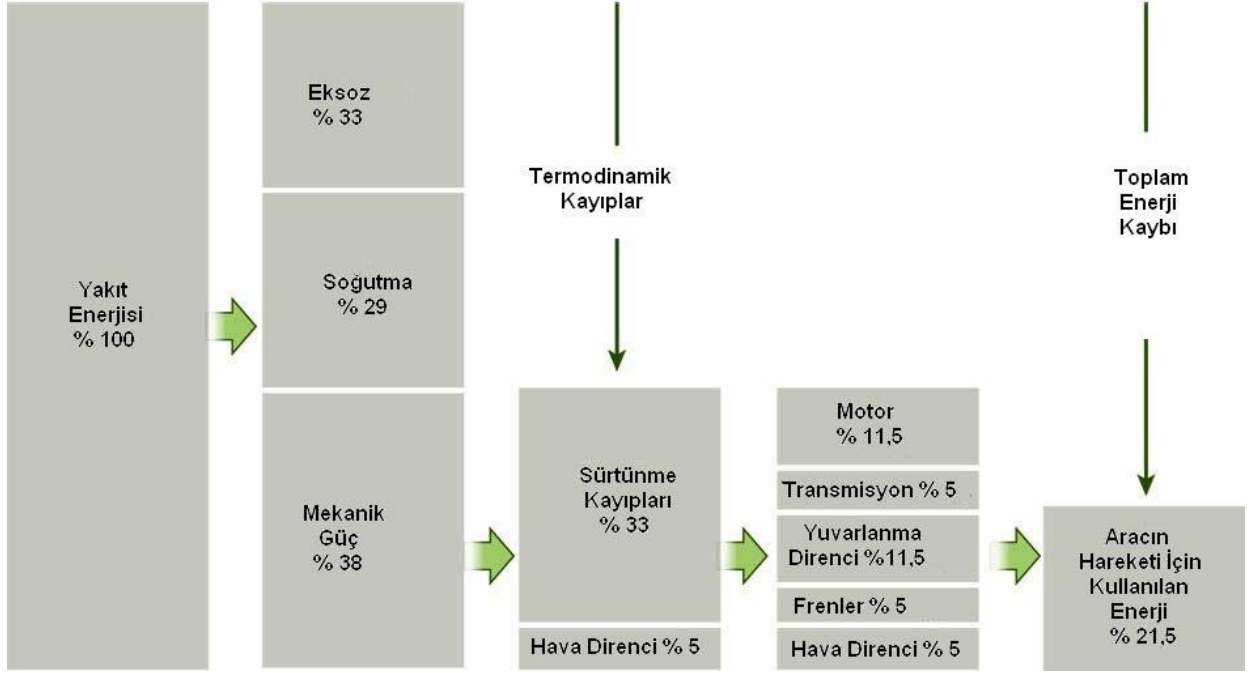 Yakıt
Enerjisi
% 100
Eksoz
% 33
Soğutma
% 29
Mekanik
Güç
% 38
Termodinamik
Kayıplar
Sürtünme
Kayıpları
% 33
Hava Direnci % 5
Motor
% 11,5
Transmisyon % 5
Yuvarlanma
Direnci %11,5
Frenler % 5
Hava Direnci % 5
Toplam
Enerji
Kaybı
Aracın
Hareketi İçin
Kullanılan
Enerji
% 21,5